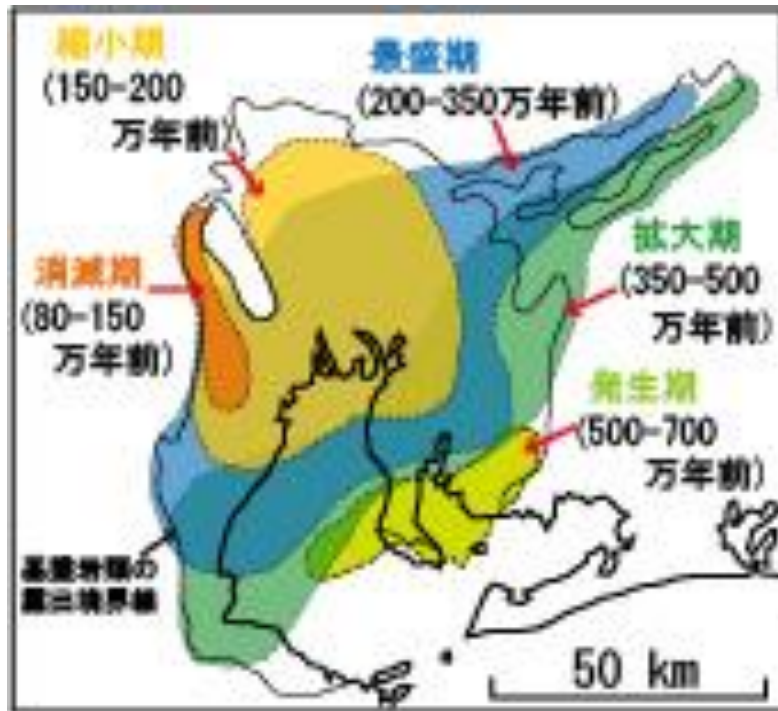 縮小期
(150-200
万年前)
最盛期
(200-350万年前)
消滅期
(80-150
万年前)
拡大期
(350-500
万年前)
発生期
(500-700
万年前)
基盤岩類の
露出境界線
50 km